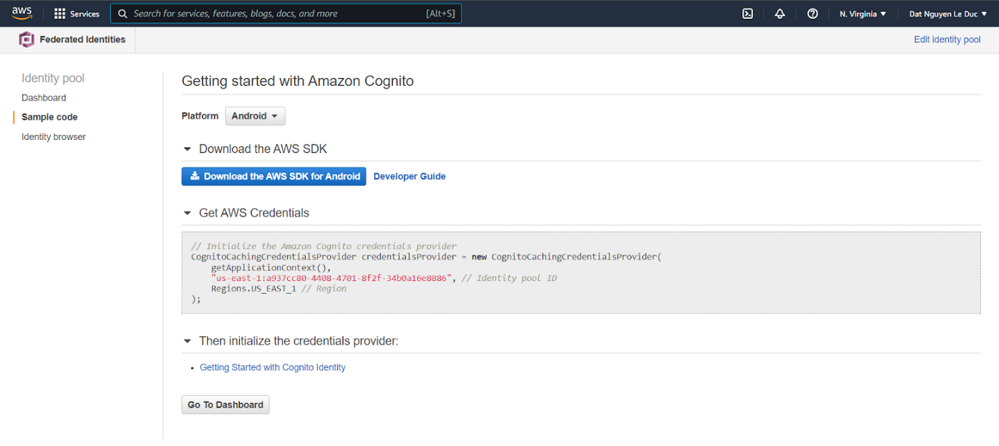 aws Services Search for services, features, blogs, docs, and more [Alt+S] N. Virginia Dat Nguyen Le Duc
Federated Identities Edit identity pool
Identity pool
Dashboard
Sample code
Identity browser
Getting started with Amazon Cognito
Platform Android
Download the AWS SDK
Download the AWS SDK for Android Developer Guide
Get AWS Credentials
// Initialize the Amazon Cognito credentials provider
CognitoCachingCredentialsProvider credentialsProvider = new CognitoCachingCredentialsProvider(
getApplicationContext(),
"us-east-1:a937cc80-4408-4701-8f2f-34b0a16e8886", // Identity pool ID
Regions.US_EAST_1 // Region
);
Then initialize the credentials provider:
• Getting Started with Cognito Identity
Go To Dashboard